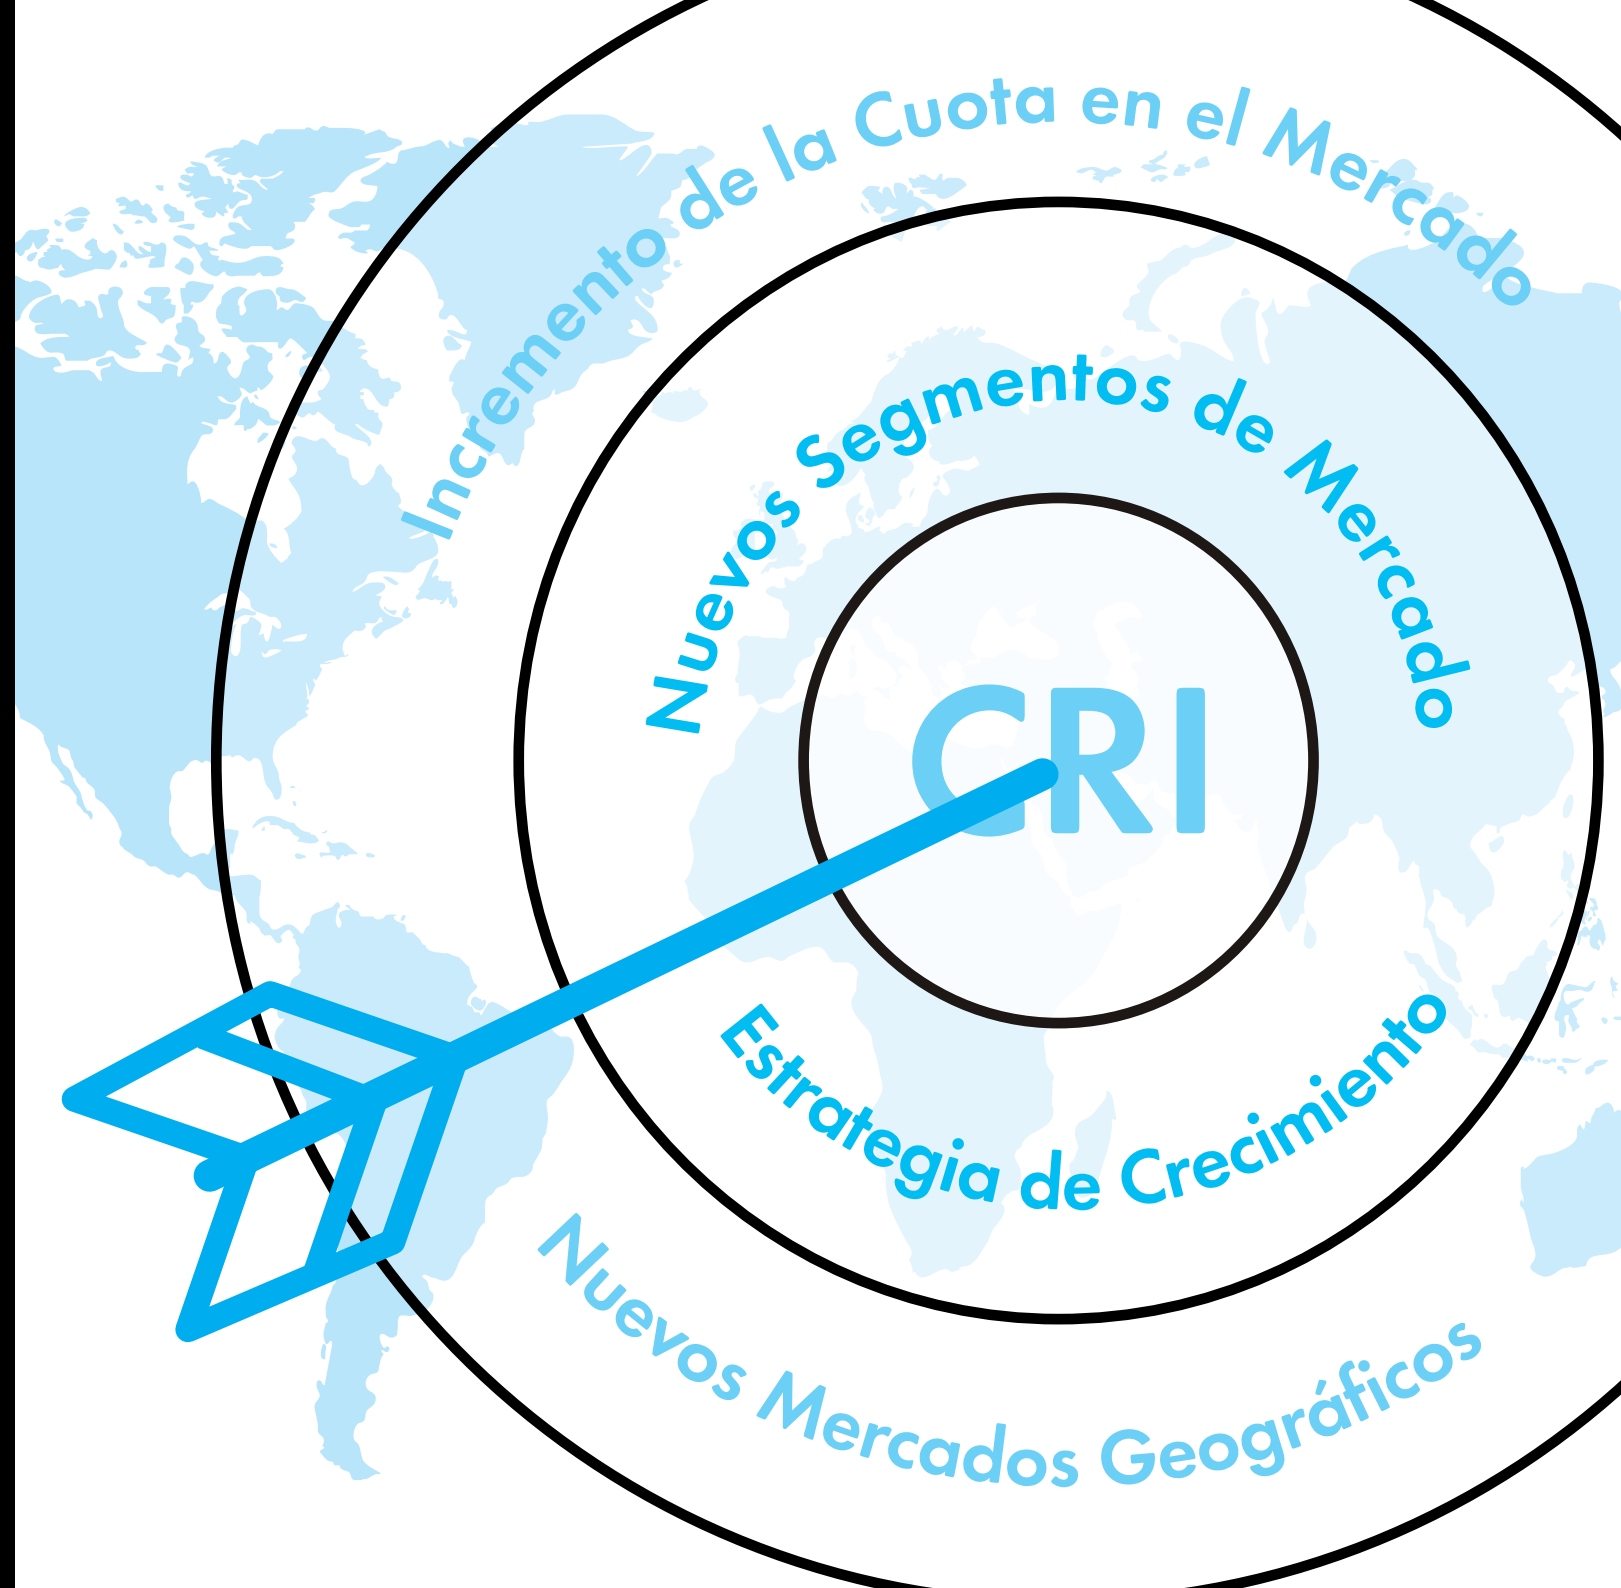 Incremento de la Cuota en el Mercado
Nuevos Segmentos de Mercado
CRI
Estrategia de Crecimiento
Nuevos Mercados Geográficos